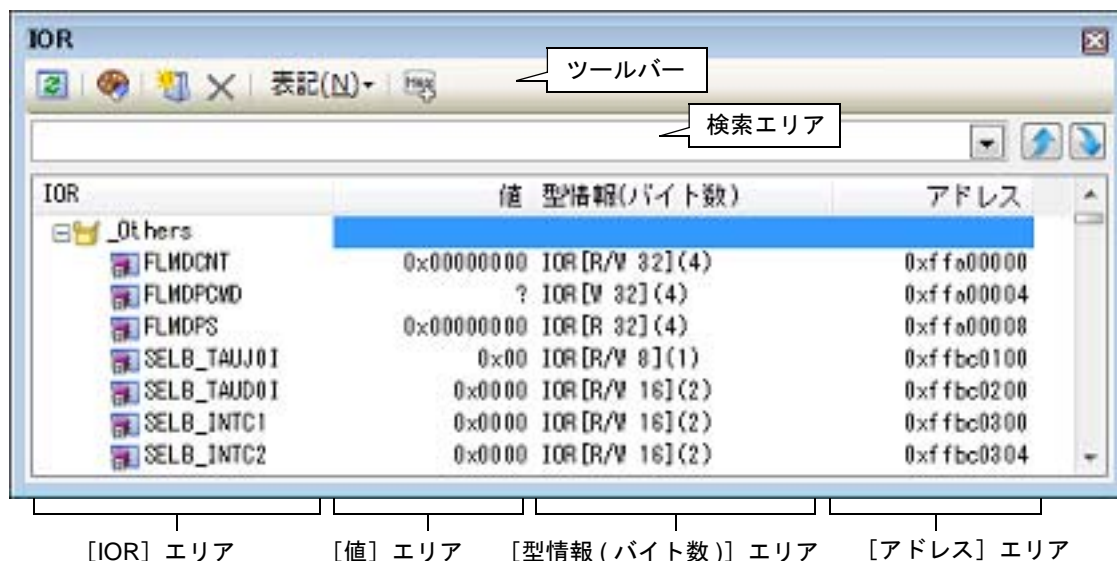 IOR
表記(N)
Hex
ツールバー
検索エリア
IOR 値 型情報(バイト数) アドレス
_Others
FLMDCNT 0x00000000 IOR[R/W 32](4) 0xffa00000
FLMDPCMD ? IOR[W 32](4) 0xffa00004
FLMDPS 0x00000000 IOR[R 32](4) 0xffa00008
SELB_TAUJ0I 0x00 IOR[R/W 8](1) 0xffbc0100
SELB_TAUD0I 0x0000 IOR[R/W 16](2) 0xffbc0200
SELB_INTC1 0x0000 IOR[R/W 16](2) 0xffbc0300
SELB_INTC2 0x0000 IOR[R/W 16](2) 0xffbc0304
［IOR］エリア ［値］エリア ［型情報 ( バイト数 )］エリア ［アドレス］エリア